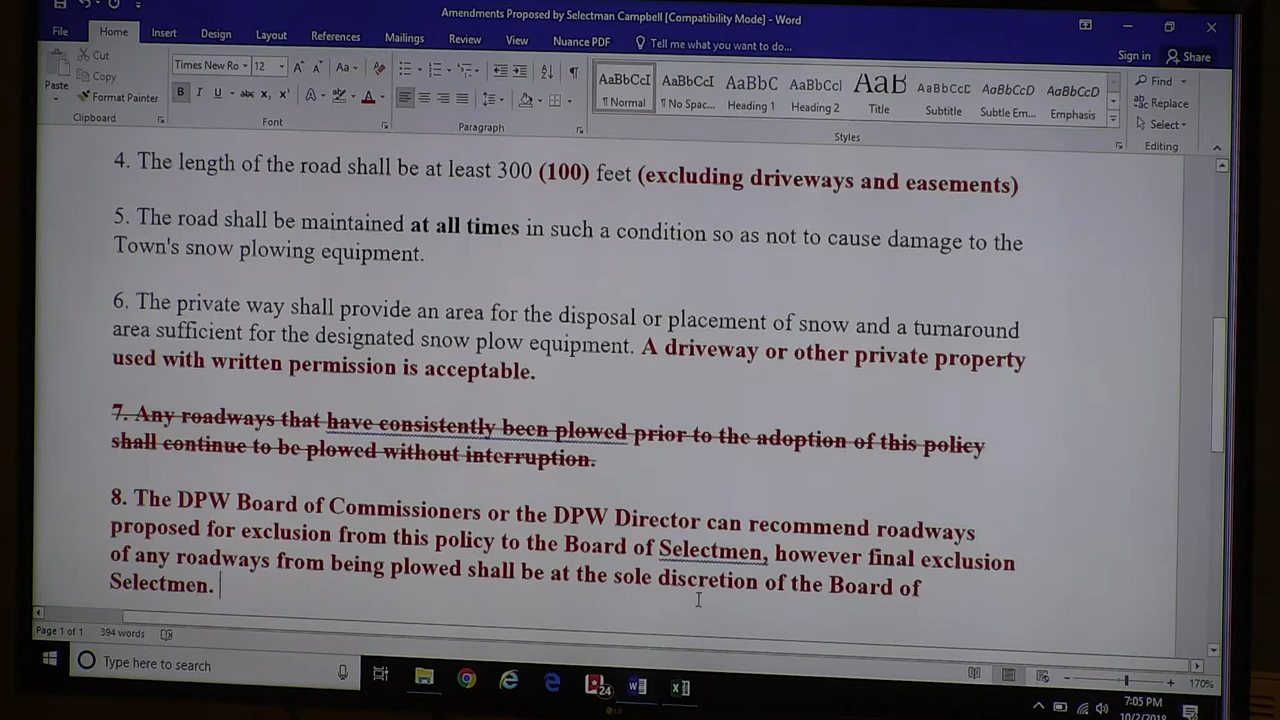 Amendments Proposed by Selectman Campbell [Compatibility Mode] - Word
File Home Insert Design Layout References Mailings Review View Nuance PDF Tell me what you want to do...
Sign in Share
Cut
Copy
Paste
Format Painter
Times New Ro 12
Aa
B I U abc x₂ x²
AaBbCcI AaBbCcI AaBbC AaBbCcl AaB AaBbCcC AaBbCcD AaBbCcD
¶ Normal ¶ No Spac... Heading 1 Heading 2 Title Subtitle Subtle Em... Emphasis
Find
Replace
Select
Clipboard Font Paragraph Styles Editing
4. The length of the road shall be at least 300 (100) feet (excluding driveways and easements)
5. The road shall be maintained at all times in such a condition so as not to cause damage to the
Town's snow plowing equipment.
6. The private way shall provide an area for the disposal or placement of snow and a turnaround
area sufficient for the designated snow plow equipment. A driveway or other private property
used with written permission is acceptable.
7. Any roadways that have consistently been plowed prior to the adoption of this policy
shall continue to be plowed without interruption.
8. The DPW Board of Commissioners or the DPW Director can recommend roadways
proposed for exclusion from this policy to the Board of Selectmen, however final exclusion
of any roadways from being plowed shall be at the sole discretion of the Board of
Selectmen.
Page 1 of 1 394 words
170%
Type here to search
24
7:05 PM
10/2/2018
LG